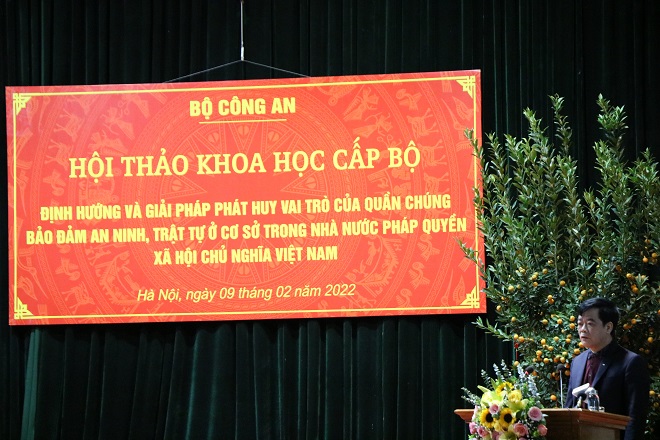 BỘ CÔNG AN
HỘI THẢO KHOA HỌC CẤP BỘ
ĐỊNH HƯỚNG VÀ GIẢI PHÁP PHÁT HUY VAI TRÒ CỦA QUẦN CHÚNG
BẢO ĐẢM AN NINH, TRẬT TỰ Ở CƠ SỞ TRONG NHÀ NƯỚC PHÁP QUYỀN
XÃ HỘI CHỦ NGHĨA VIỆT NAM
Hà Nội, ngày 09 tháng 02 năm 2022